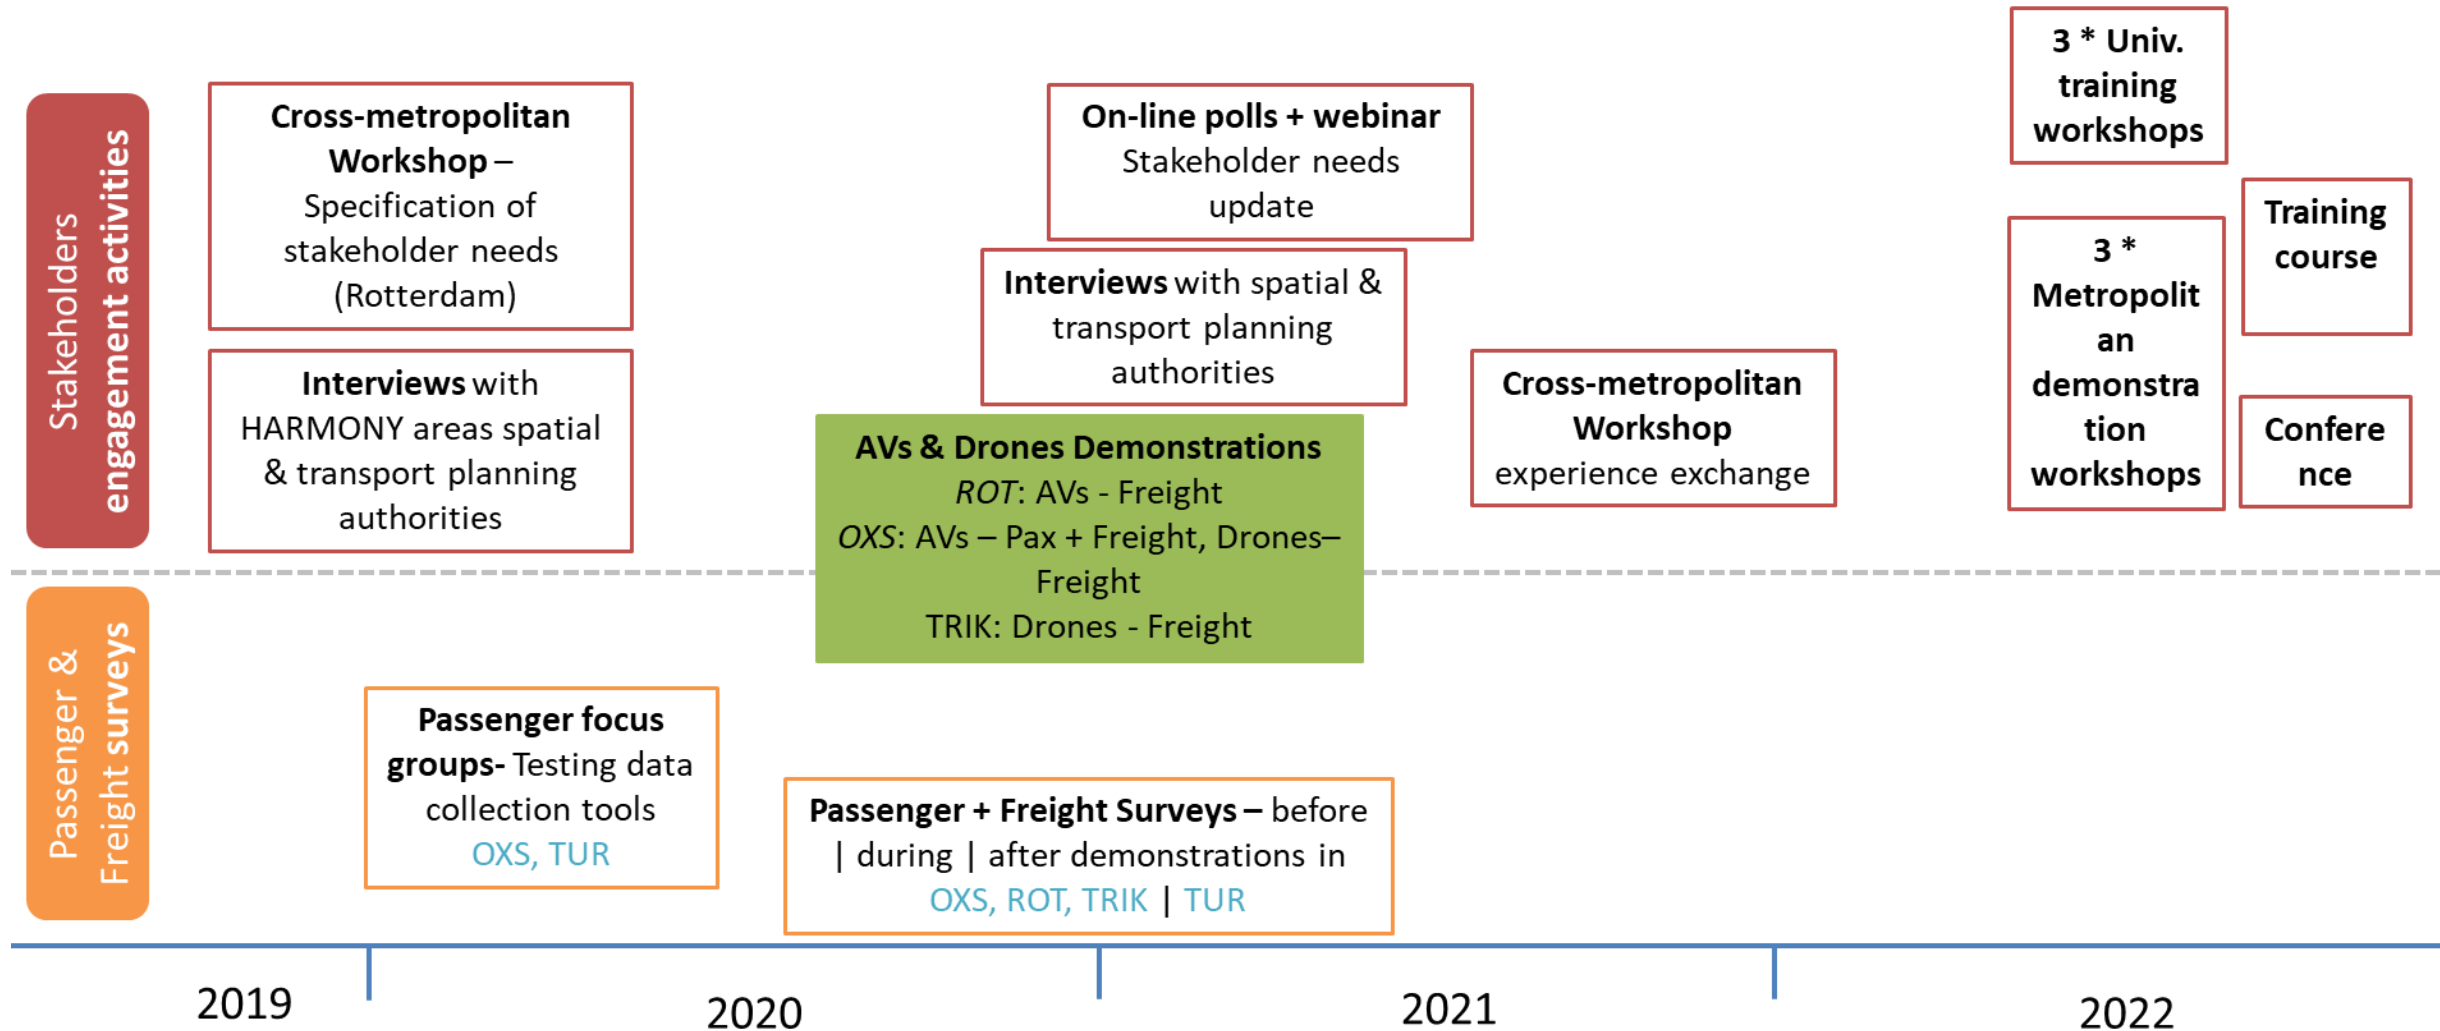 Stakeholders
engagement activities
Cross-metropolitan
Workshop –
Specification of
stakeholder needs
(Rotterdam)
Interviews with
HARMONY areas spatial
& transport planning
authorities
On-line polls + webinar
Stakeholder needs
update
Interviews with spatial &
transport planning
authorities
AVs & Drones Demonstrations
ROT: AVs - Freight
OXS: AVs – Pax + Freight, Drones–
Freight
TRIK: Drones - Freight
Cross-metropolitan
Workshop
experience exchange
3 * Univ.
training
workshops
3 *
Metropolit
an
demonstra
tion
workshops
Training
course
Confere
nce
Passenger &
Freight surveys
Passenger focus
groups- Testing data
collection tools
OXS, TUR
Passenger + Freight Surveys – before
| during | after demonstrations in
OXS, ROT, TRIK | TUR
2019
2020
2021
2022